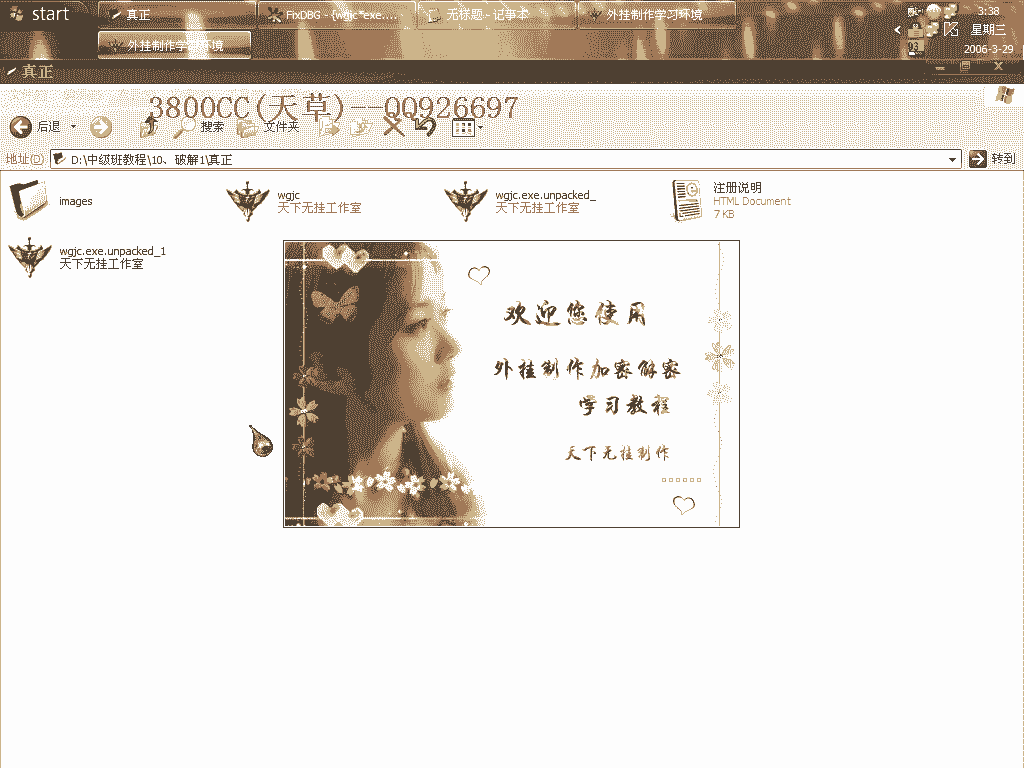 start
真正
FixDBG - {wgjc*exe....
无标题 - 记事本
外挂制作学习环境
3:38
外挂制作学习环境
星期三
93
2006-3-29
真正
3800CC(天草)--QQ926697
后退
搜索
文件夹
地址(D)
D:\中级班教程\10、破解1\真正
转到
images
wgjc
天下无挂工作室
wgjc.exe.unpacked_
天下无挂工作室
注册说明
HTML Document
7 KB
wgjc.exe.unpacked_1
天下无挂工作室
欢迎您使用
外挂制作加密解密
学习教程
天下无挂制作